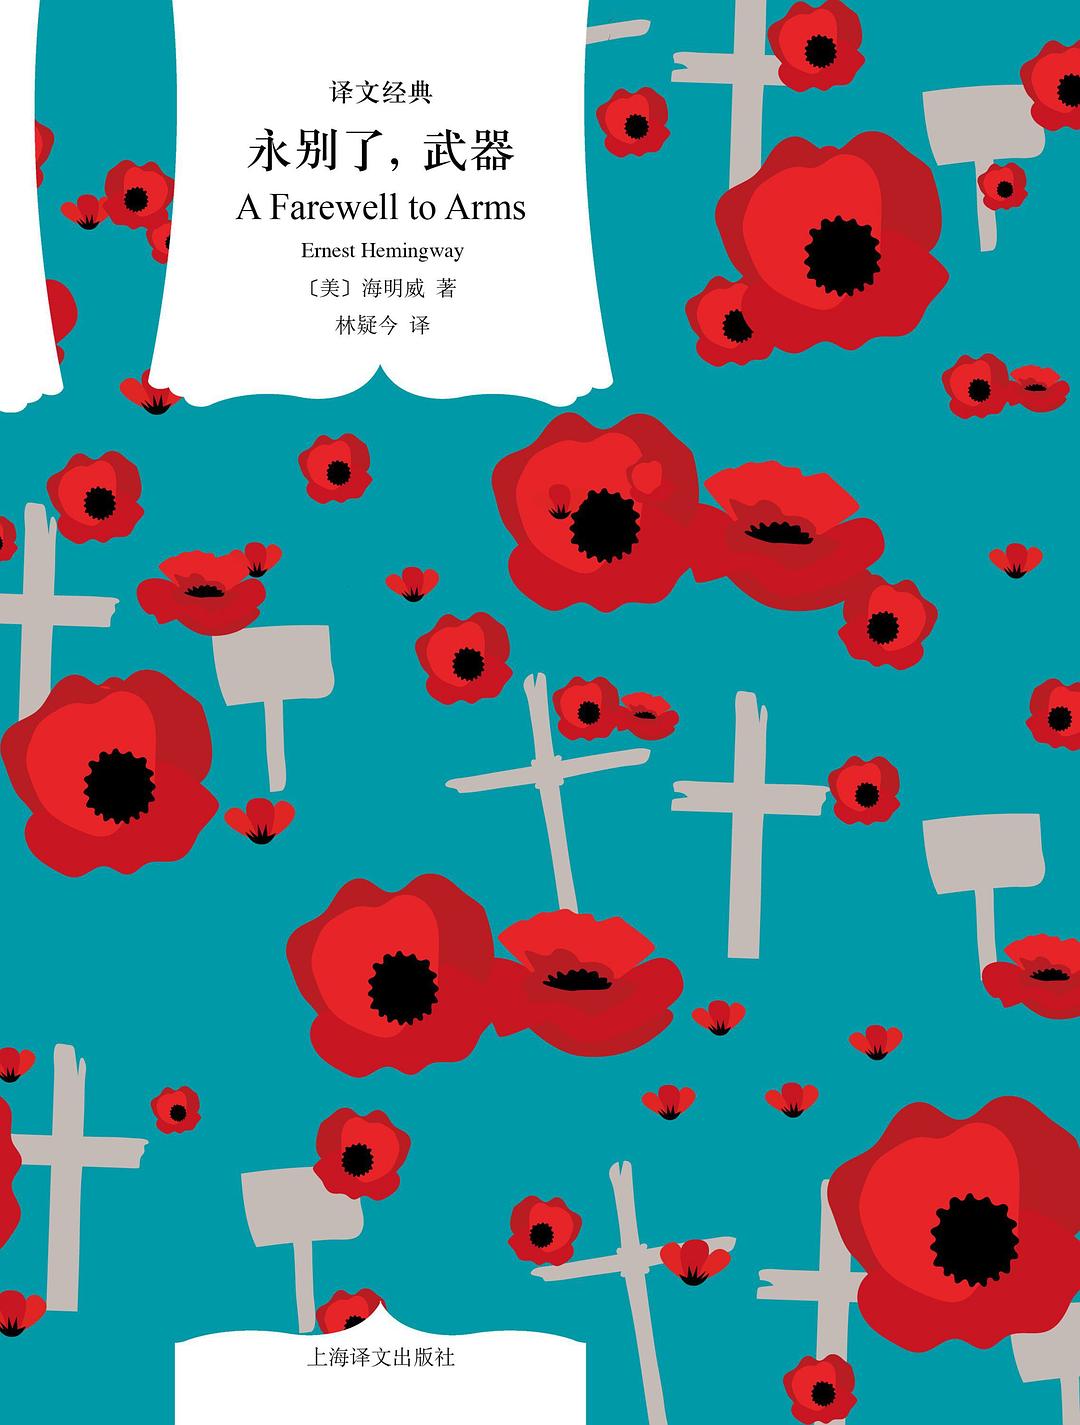 译文经典
永别了，武器
A Farewell to Arms
Ernest Hemingway
〔美〕海明威 著
林疑今 译
上海译文出版社